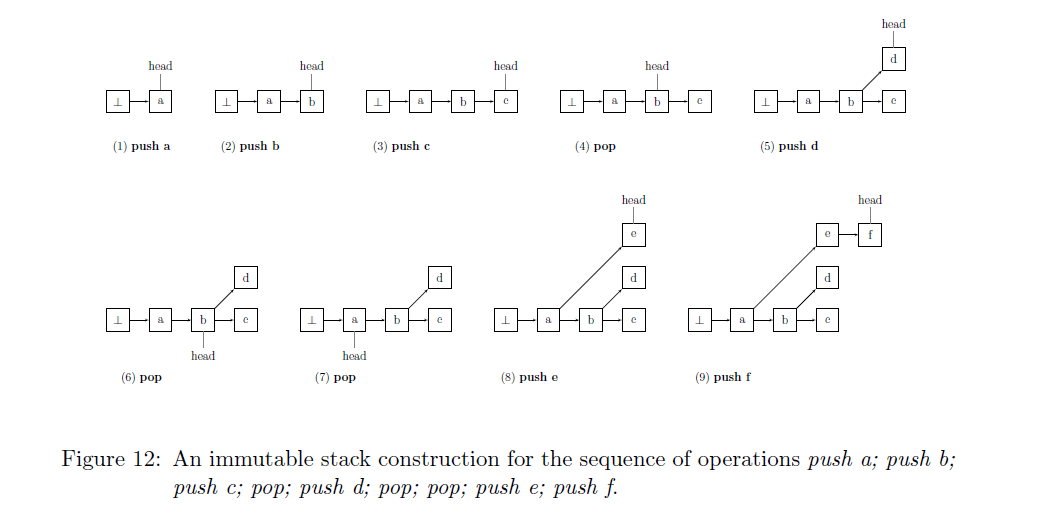 head
head head head head
⊥ a ⊥ a b ⊥ a b c ⊥ a b c ⊥ a b c d
(1) push a (2) push b (3) push c (4) pop (5) push d
head head
e e f
d d d d
⊥ a b c ⊥ a b c ⊥ a b c ⊥ a b c
head head
(6) pop (7) pop (8) push e (9) push f
Figure 12: An immutable stack construction for the sequence of operations push a; push b;
push c; pop; push d; pop; pop; push e; push f.